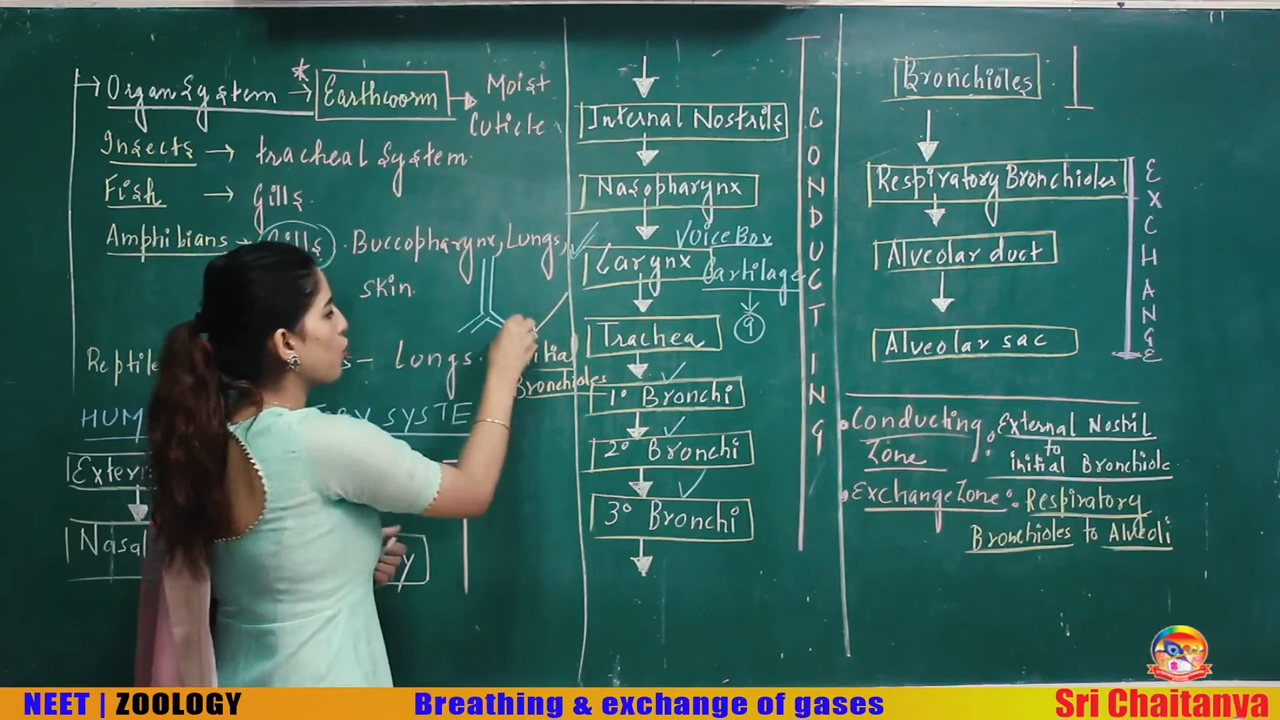 Organ System → * Earthworm → Moist
Cuticle
Insects → tracheal System.
Fish → Gills.
Amphibians - Gills. Buccopharynx, Lungs,
skin.
Reptile - Lungs.
Initial
Bronchioles
HUM SYSTE
Exter
Nasal y
Internal Nostrils
Nasopharynx
Voice Box
Larynx Cartilage
9
Trachea
1° Bronchi
2° Bronchi
3° Bronchi
CONDUCTING
Bronchioles
Respiratory Bronchioles
Alveolar duct
Alveolar sac
EXCHANGE
Conducting Zone : External Nostril
to
initial Bronchiole
Exchange Zone : Respiratory
Bronchioles to Alveoli
NEET | ZOOLOGY Breathing & exchange of gases Sri Chaitanya